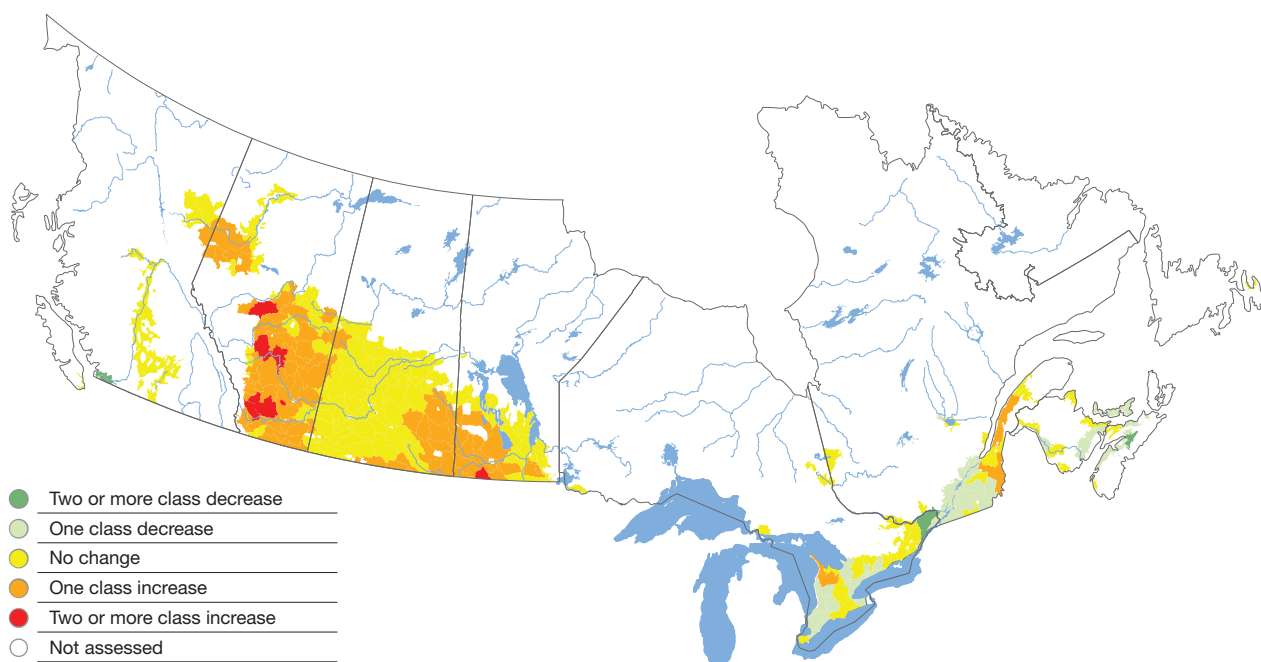 Two or more class decrease
One class decrease
No change
One class increase
Two or more class increase
Not assessed